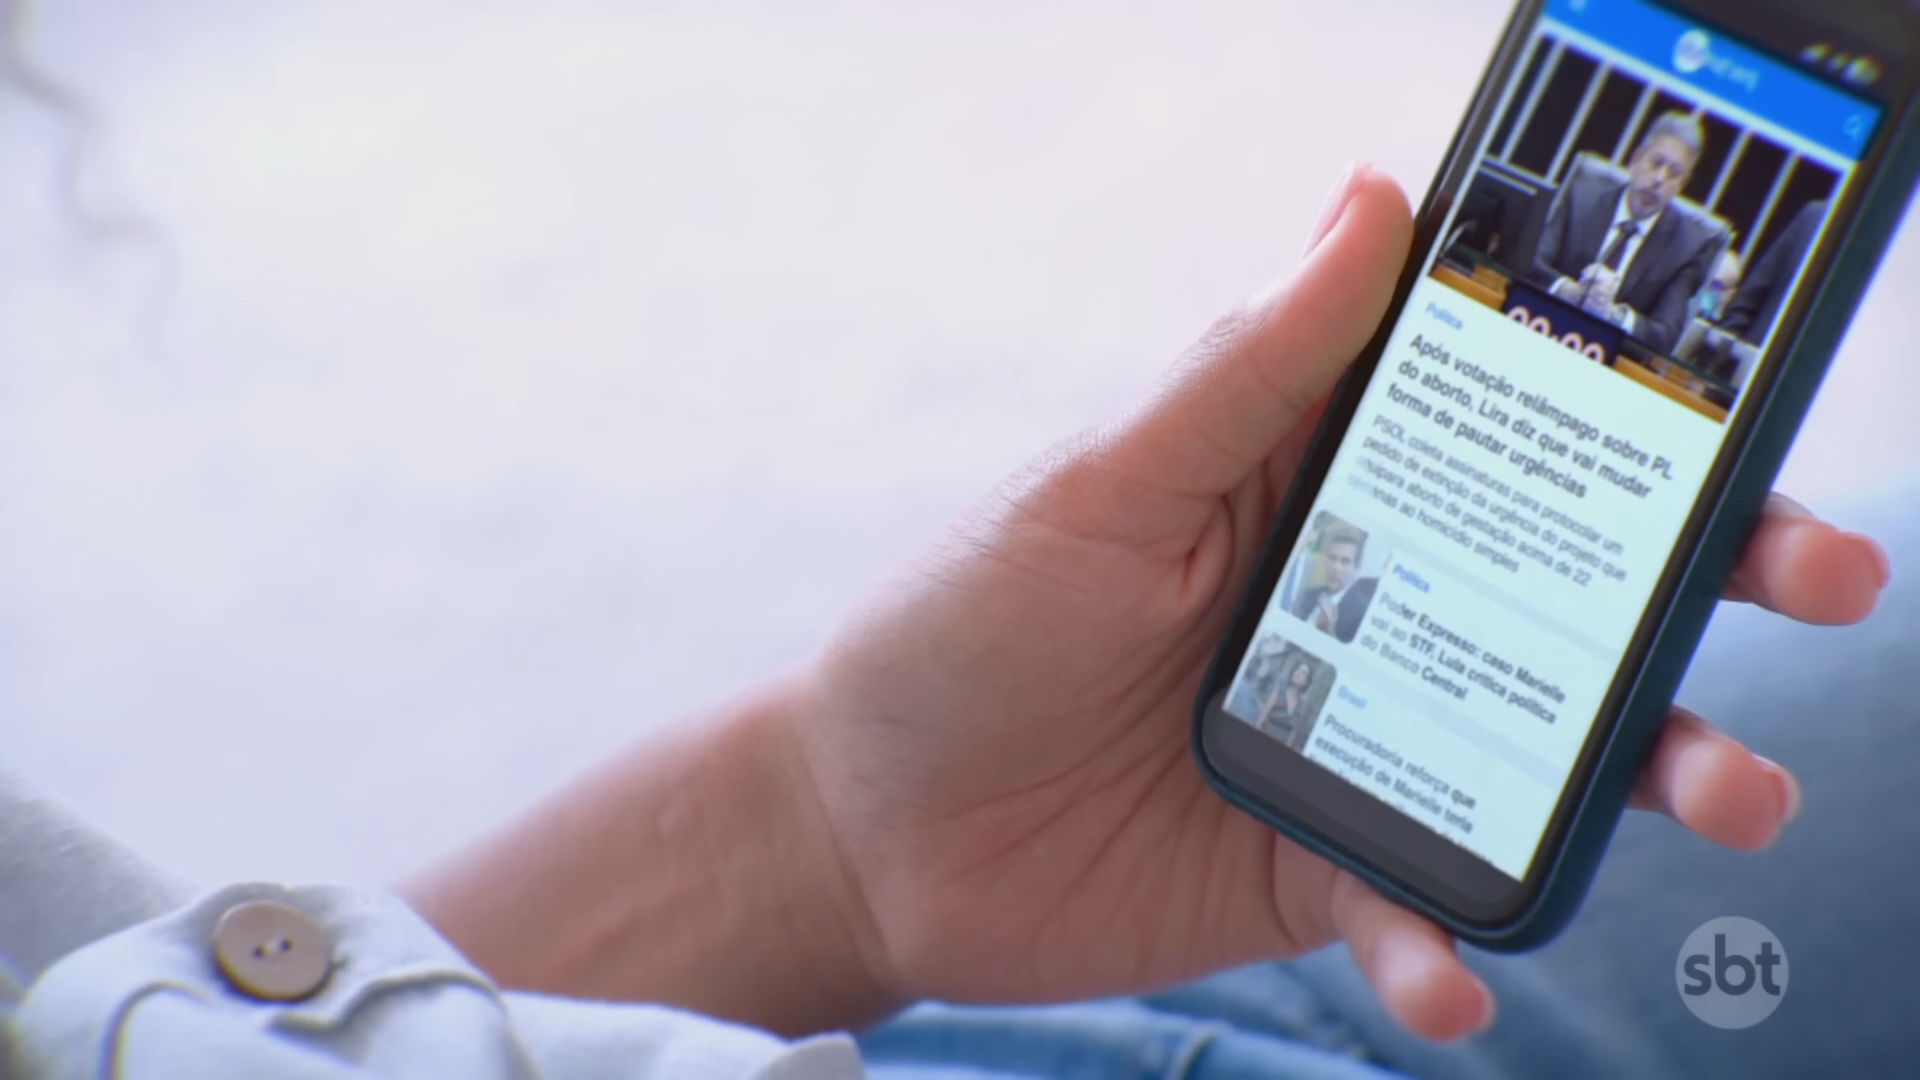 news
00:00
Política
Após votação relâmpago sobre PL
do aborto, Lira diz que vai mudar
forma de pautar urgências
PSOL coleta assinaturas para protocolar um
pedido de extinção da urgência do projeto que
aborto de gestação acima de 22
ao homicídio simples
Política
Poder Expresso: caso Marielle
vai ao STF, Lula critica política
do Banco Central
Brasil
Procuradoria reforça que
execução de Marielle teria
sbt